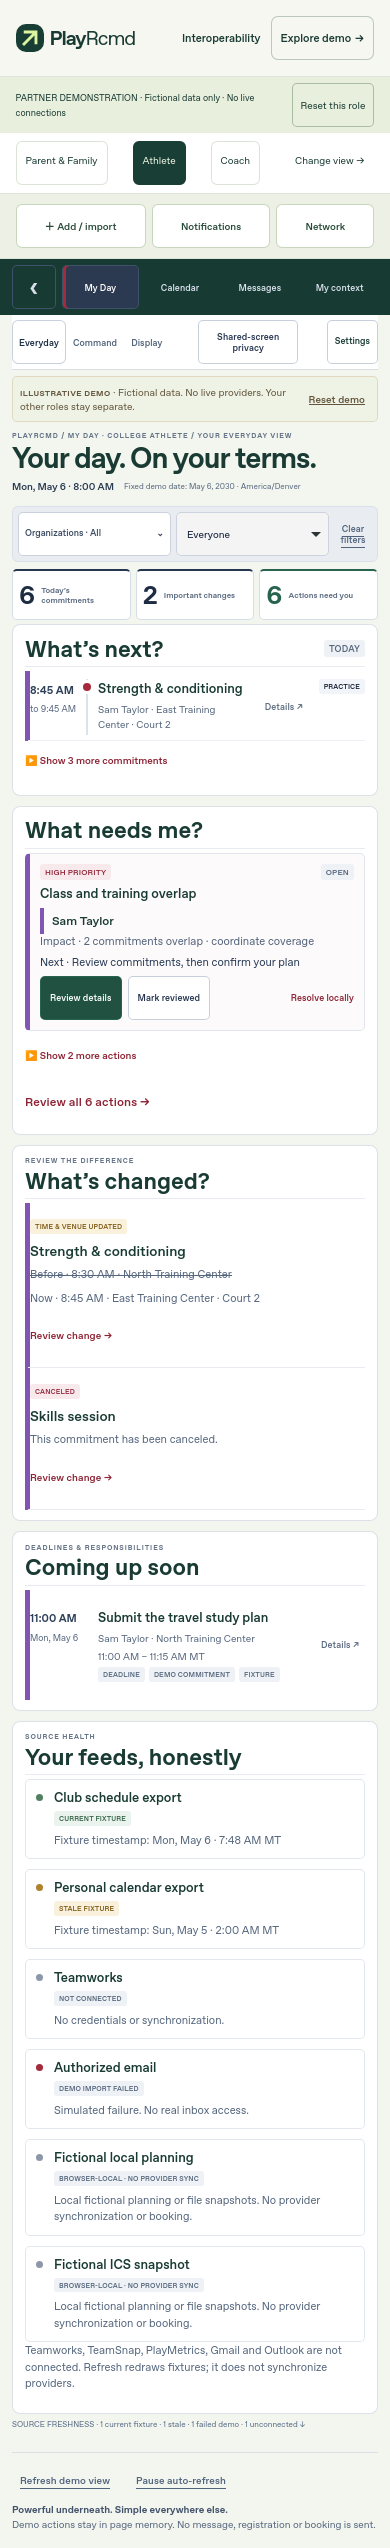 PlayRcmd
Interoperability
Explore demo →
PARTNER DEMONSTRATION · Fictional data only · No live
connections
Reset this role
Parent & Family
Athlete
Coach
Change view →
+ Add / import
Notifications
Network
‹
My Day
Calendar
Messages
My context
Everyday
Command
Display
Shared-screen
privacy
Settings
ILLUSTRATIVE DEMO · Fictional data. No live providers. Your
other roles stay separate.
Reset demo
PLAYRCMD / MY DAY · COLLEGE ATHLETE / YOUR EVERYDAY VIEW
Your day. On your terms.
Mon, May 6 · 8:00 AM
Fixed demo date: May 6, 2030 · America/Denver
Organizations · All
Everyone
Clear
filters
6 Today's
commitments
2 Important changes
6 Actions need you
What's next?
TODAY
8:45 AM
to 9:45 AM
Strength & conditioning
Sam Taylor · East Training
Center · Court 2
Details ↗
PRACTICE
Show 3 more commitments
What needs me?
HIGH PRIORITY
OPEN
Class and training overlap
Sam Taylor
Impact · 2 commitments overlap · coordinate coverage
Next · Review commitments, then confirm your plan
Review details
Mark reviewed
Resolve locally
Show 2 more actions
Review all 6 actions →
REVIEW THE DIFFERENCE
What's changed?
TIME & VENUE UPDATED
Strength & conditioning
Before · 8:30 AM · North Training Center
Now · 8:45 AM · East Training Center · Court 2
Review change →
CANCELED
Skills session
This commitment has been canceled.
Review change →
DEADLINES & RESPONSIBILITIES
Coming up soon
11:00 AM
Mon, May 6
Submit the travel study plan
Sam Taylor · North Training Center
11:00 AM – 11:15 AM MT
DEADLINE
DEMO COMMITMENT
FIXTURE
Details ↗
SOURCE HEALTH
Your feeds, honestly
Club schedule export
CURRENT FIXTURE
Fixture timestamp: Mon, May 6 · 7:48 AM MT
Personal calendar export
STALE FIXTURE
Fixture timestamp: Sun, May 5 · 2:00 AM MT
Teamworks
NOT CONNECTED
No credentials or synchronization.
Authorized email
DEMO IMPORT FAILED
Simulated failure. No real inbox access.
Fictional local planning
BROWSER-LOCAL · NO PROVIDER SYNC
Local fictional planning or file snapshots. No provider
synchronization or booking.
Fictional ICS snapshot
BROWSER-LOCAL · NO PROVIDER SYNC
Local fictional planning or file snapshots. No provider
synchronization or booking.
Teamworks, TeamSnap, PlayMetrics, Gmail and Outlook are not
connected. Refresh redraws fixtures; it does not synchronize
providers.
SOURCE FRESHNESS · 1 current fixture · 1 stale · 1 failed demo · 1 unconnected ↓
Refresh demo view
Pause auto-refresh
Powerful underneath. Simple everywhere else.
Demo actions stay in page memory. No message, registration or booking is sent.